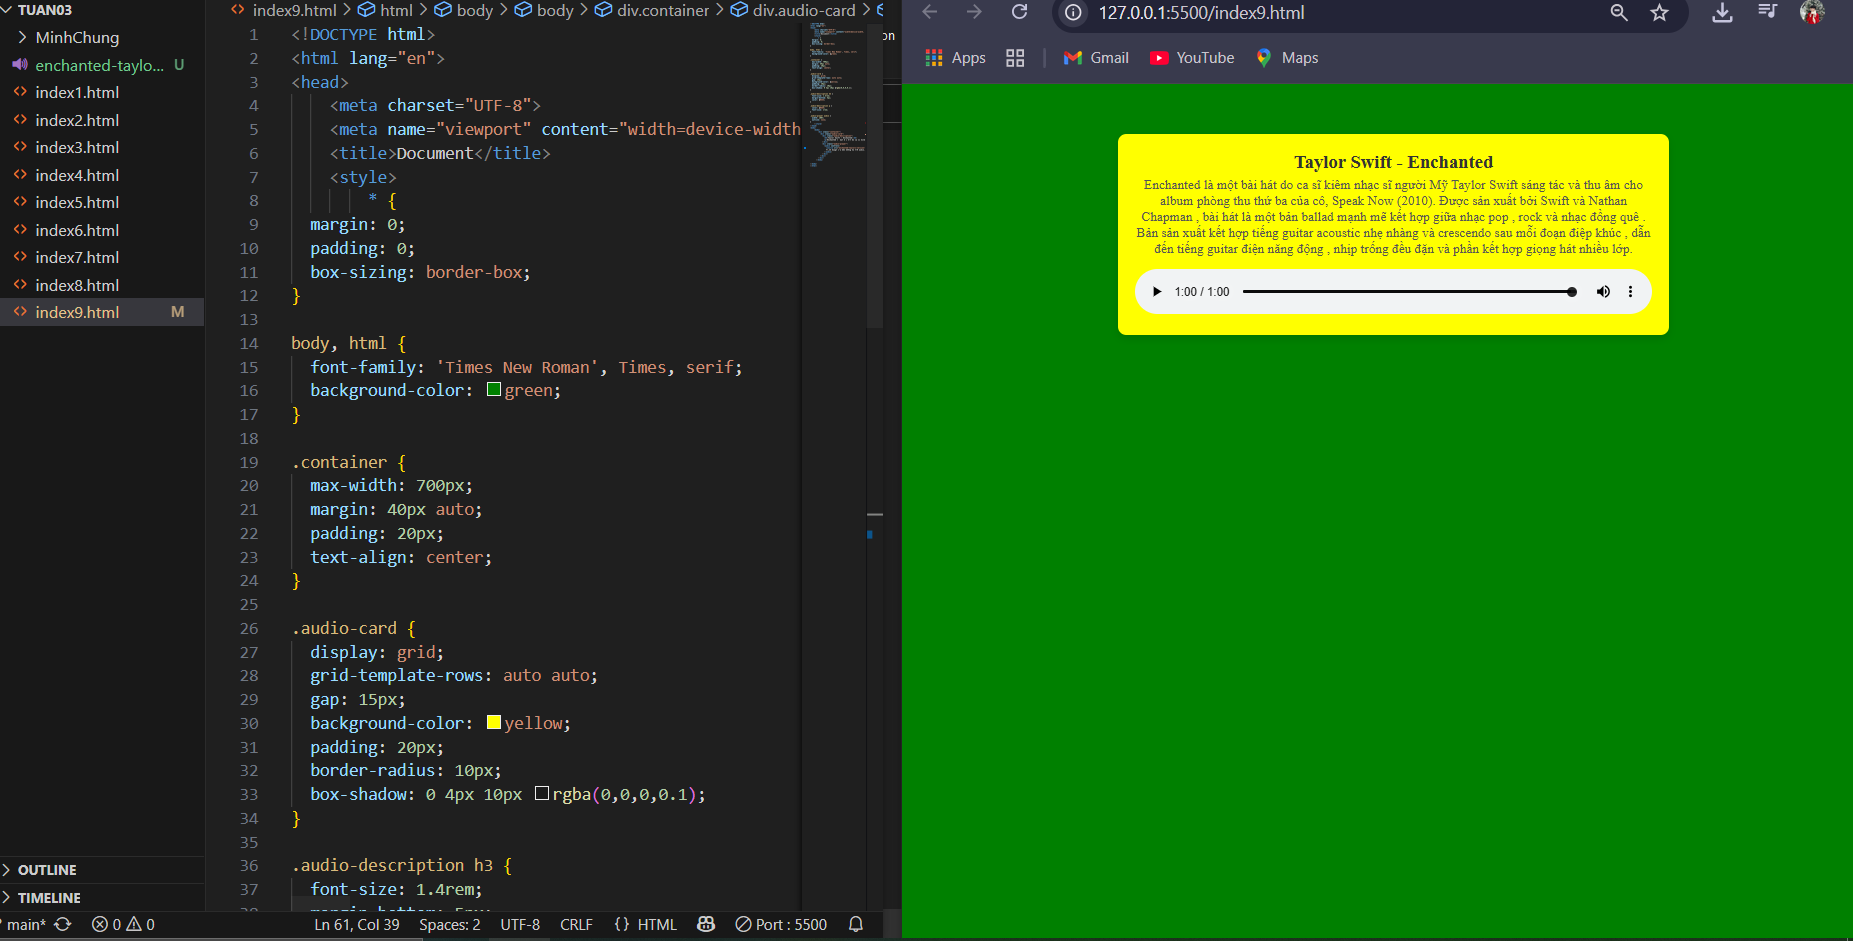 TUAN03
MinhChung
enchanted-taylo... U
index1.html
index2.html
index3.html
index4.html
index5.html
index6.html
index7.html
index8.html
index9.html M
OUTLINE
TIMELINE
index9.html > html > body > body > div.container > div.audio-card >
1 <!DOCTYPE html>
2 <html lang="en">
3 <head>
4 <meta charset="UTF-8">
5 <meta name="viewport" content="width=device-width
6 <title>Document</title>
7 <style>
8 * {
9 margin: 0;
10 padding: 0;
11 box-sizing: border-box;
12 }
13
14 body, html {
15 font-family: 'Times New Roman', Times, serif;
16 background-color: green;
17 }
18
19 .container {
20 max-width: 700px;
21 margin: 40px auto;
22 padding: 20px;
23 text-align: center;
24 }
25
26 .audio-card {
27 display: grid;
28 grid-template-rows: auto auto;
29 gap: 15px;
30 background-color: yellow;
31 padding: 20px;
32 border-radius: 10px;
33 box-shadow: 0 4px 10px rgba(0,0,0,0.1);
34 }
35
36 .audio-description h3 {
37 font-size: 1.4rem;
on
main* 0 0 Ln 61, Col 39 Spaces: 2 UTF-8 CRLF {} HTML Port : 5500
127.0.0.1:5500/index9.html
Apps Gmail YouTube Maps
Taylor Swift - Enchanted
Enchanted là một bài hát do ca sĩ kiêm nhạc sĩ người Mỹ Taylor Swift sáng tác và thu âm cho
album phòng thu thứ ba của cô, Speak Now (2010). Được sản xuất bởi Swift và Nathan
Chapman , bài hát là một bản ballad mạnh mẽ kết hợp giữa nhạc pop , rock và nhạc đồng quê .
Bản sản xuất kết hợp tiếng guitar acoustic nhẹ nhàng và crescendo sau mỗi đoạn điệp khúc , dẫn
đến tiếng guitar điện năng động , nhịp trống đều đặn và phần kết hợp giọng hát nhiều lớp.
1:00 / 1:00